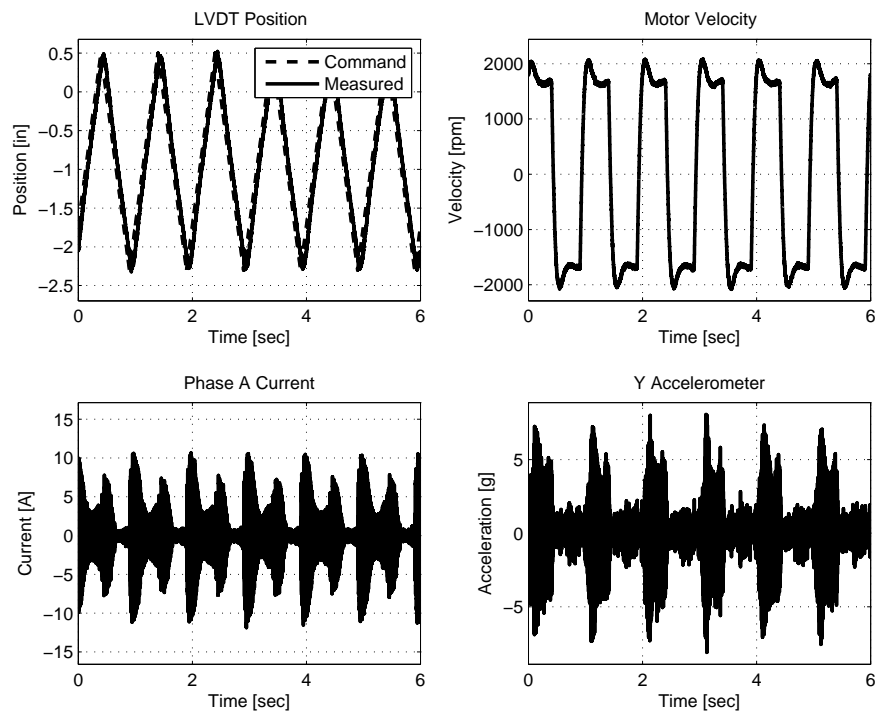 LVDT Position
0.5
0
−0.5
−1
−1.5
−2
−2.5
Position [in]
Command
Measured
0 2 4 6
Time [sec]
Motor Velocity
2000
1000
0
−1000
−2000
Velocity [rpm]
0 2 4 6
Time [sec]
Phase A Current
15
10
5
0
−5
−10
−15
Current [A]
0 2 4 6
Time [sec]
Y Accelerometer
5
0
−5
Acceleration [g]
0 2 4 6
Time [sec]